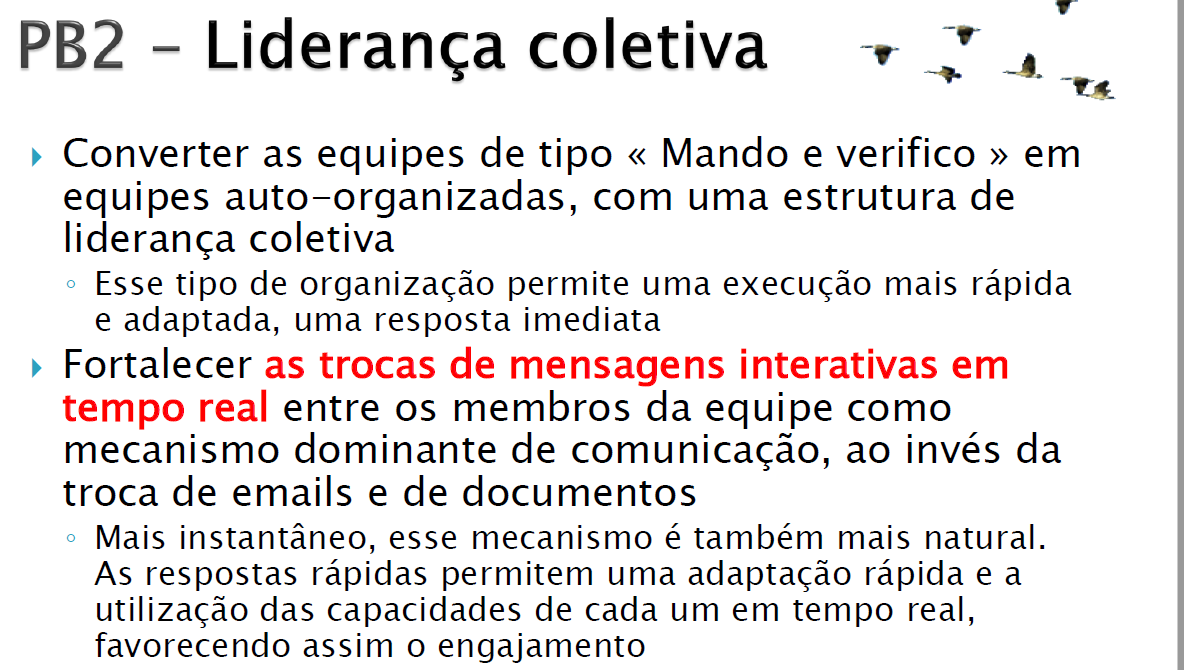 PB2 – Liderança coletiva
Converter as equipes de tipo « Mando e verifico » em
equipes auto-organizadas, com uma estrutura de
liderança coletiva
Esse tipo de organização permite uma execução mais rápida
e adaptada, uma resposta imediata
Fortalecer as trocas de mensagens interativas em
tempo real entre os membros da equipe como
mecanismo dominante de comunicação, ao invés da
troca de emails e de documentos
Mais instantâneo, esse mecanismo é também mais natural.
As respostas rápidas permitem uma adaptação rápida e a
utilização das capacidades de cada um em tempo real,
favorecendo assim o engajamento